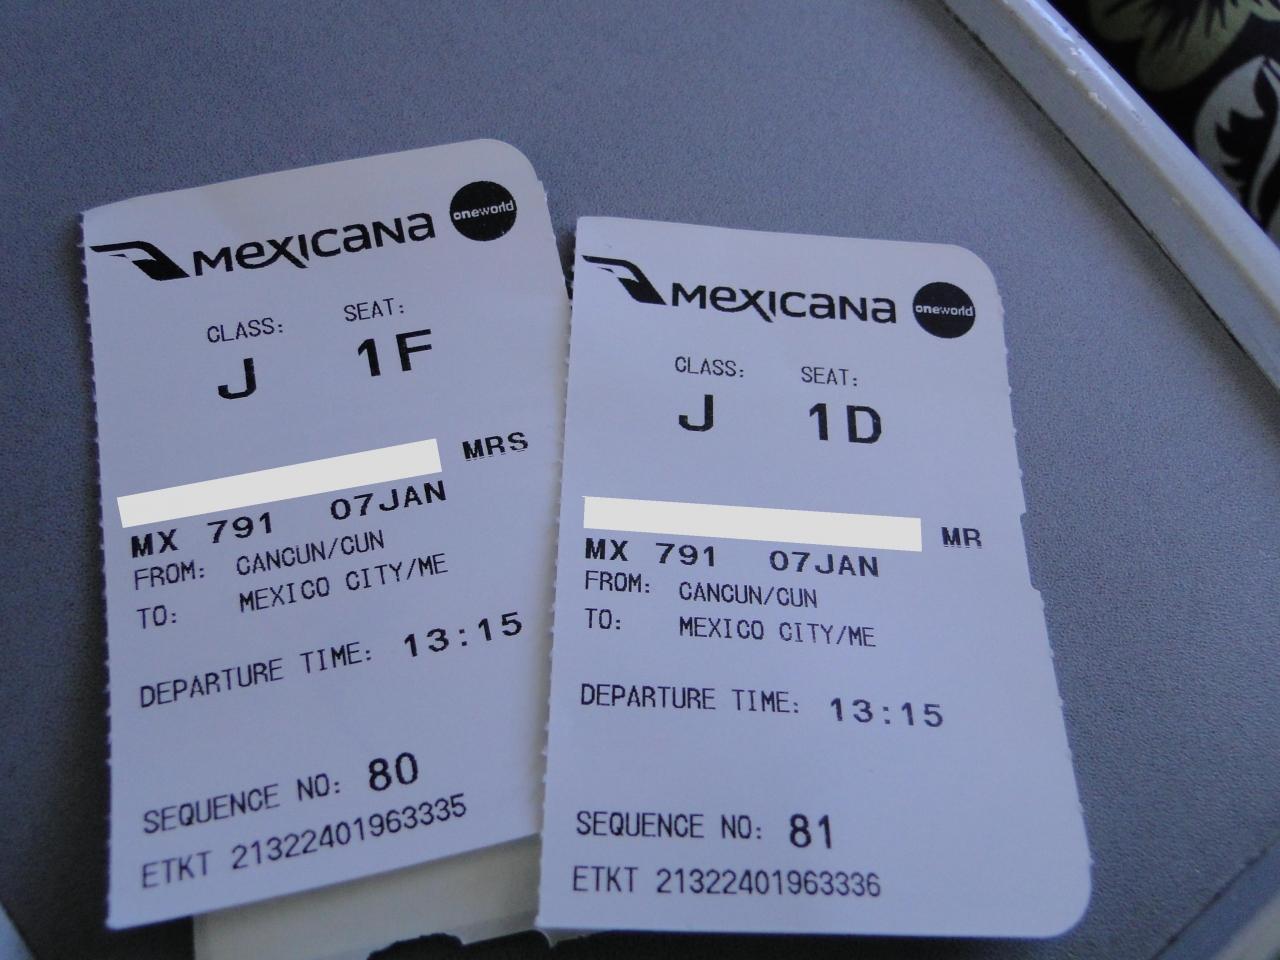 MEXICANA oneworld
CLASS: SEAT:
J 1F
MRS
MX 791 07JAN
FROM: CANCUN/CUN
TO: MEXICO CITY/ME
DEPARTURE TIME: 13:15
SEQUENCE NO: 80
ETKT 21322401963335
MEXICANA oneworld
CLASS: SEAT:
J 1D
MR
MX 791 07JAN
FROM: CANCUN/CUN
TO: MEXICO CITY/ME
DEPARTURE TIME: 13:15
SEQUENCE NO: 81
ETKT 21322401963336